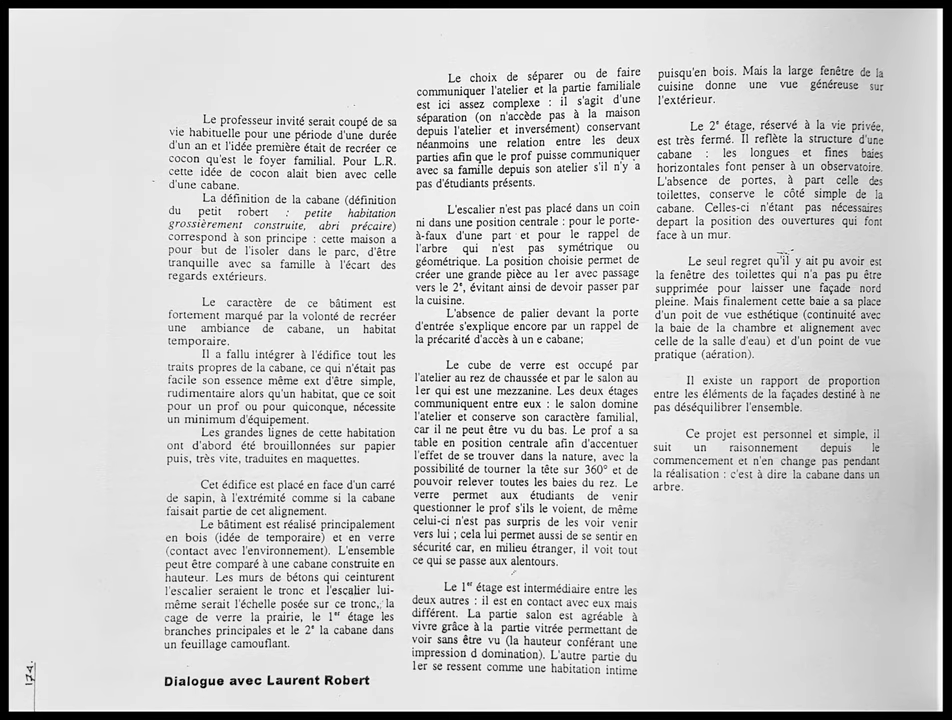 Le professeur invité serait coupé de sa
vie habituelle pour une période d'une durée
d'un an et l'idée première était de recréer ce
cocon qu'est le foyer familial. Pour L.R.
cette idée de cocon alait bien avec celle
d'une cabane.
La définition de la cabane (définition
du petit robert : petite habitation
grossièrement construite, abri précaire)
correspond à son principe : cette maison a
pour but de l'isoler dans le parc, d'être
tranquille avec sa famille à l'écart des
regards extérieurs.
Le caractère de ce bâtiment est
fortement marqué par la volonté de recréer
une ambiance de cabane, un habitat
temporaire.
Il a fallu intégrer à l'édifice tout les
traits propres de la cabane, ce qui n'était pas
facile son essence même ext d'être simple,
rudimentaire alors qu'un habitat, que ce soit
pour un prof ou pour quiconque, nécessite
un minimum d'équipement.
Les grandes lignes de cette habitation
ont d'abord été brouillonnées sur papier
puis, très vite, traduites en maquettes.
Cet édifice est placé en face d'un carré
de sapin, à l'extrémité comme si la cabane
faisait partie de cet alignement.
Le bâtiment est réalisé principalement
en bois (idée de temporaire) et en verre
(contact avec l'environnement). L'ensemble
peut être comparé à une cabane construite en
hauteur. Les murs de bétons qui ceinturent
l'escalier seraient le tronc et l'escalier lui-
même serait l'échelle posée sur ce tronc, la
cage de verre la prairie, le 1er étage les
branches principales et le 2e la cabane dans
un feuillage camouflant.
Dialogue avec Laurent Robert
Le choix de séparer ou de faire
communiquer l'atelier et la partie familiale
est ici assez complexe : il s'agit d'une
séparation (on n'accède pas à la maison
depuis l'atelier et inversément) conservant
néanmoins une relation entre les deux
parties afin que le prof puisse communiquer
avec sa famille depuis son atelier s'il n'y a
pas d'étudiants présents.
L'escalier n'est pas placé dans un coin
ni dans une position centrale : pour le porte-
à-faux d'une part et pour le rappel de
l'arbre qui n'est pas symétrique ou
géométrique. La position choisie permet de
créer une grande pièce au 1er avec passage
vers le 2e, évitant ainsi de devoir passer par
la cuisine.
L'absence de palier devant la porte
d'entrée s'explique encore par un rappel de
la précarité d'accès à un e cabane;
Le cube de verre est occupé par
l'atelier au rez de chaussée et par le salon au
1er qui est une mezzanine. Les deux étages
communiquent entre eux : le salon domine
l'atelier et conserve son caractère familial,
car il ne peut être vu du bas. Le prof a sa
table en position centrale afin d'accentuer
l'effet de se trouver dans la nature, avec la
possibilité de tourner la tête sur 360° et de
pouvoir relever toutes les baies du rez. Le
verre permet aux étudiants de venir
questionner le prof s'ils le voient, de même
celui-ci n'est pas surpris de les voir venir
vers lui ; cela lui permet aussi de se sentir en
sécurité car, en milieu étranger, il voit tout
ce qui se passe aux alentours.
Le 1er étage est intermédiaire entre les
deux autres : il est en contact avec eux mais
différent. La partie salon est agréable à
vivre grâce à la partie vitrée permettant de
voir sans être vu (la hauteur conférant une
impression d domination). L'autre partie du
1er se ressent comme une habitation intime
puisqu'en bois. Mais la large fenêtre de la
cuisine donne une vue généreuse sur
l'extérieur.
Le 2e étage, réservé à la vie privée,
est très fermé. Il reflète la structure d'une
cabane : les longues et fines baies
horizontales font penser à un observatoire.
L'absence de portes, à part celle des
toilettes, conserve le côté simple de la
cabane. Celles-ci n'étant pas nécessaires
depart la position des ouvertures qui font
face à un mur.
Le seul regret qu'il y ait pu avoir est
la fenêtre des toilettes qui n'a pas pu être
supprimée pour laisser une façade nord
pleine. Mais finalement cette baie a sa place
d'un poit de vue esthétique (continuité avec
la baie de la chambre et alignement avec
celle de la salle d'eau) et d'un point de vue
pratique (aération).
Il existe un rapport de proportion
entre les éléments de la façades destiné à ne
pas déséquilibrer l'ensemble.
Ce projet est personnel et simple, il
suit un raisonnement depuis le
commencement et n'en change pas pendant
la réalisation : c'est à dire la cabane dans un
arbre.